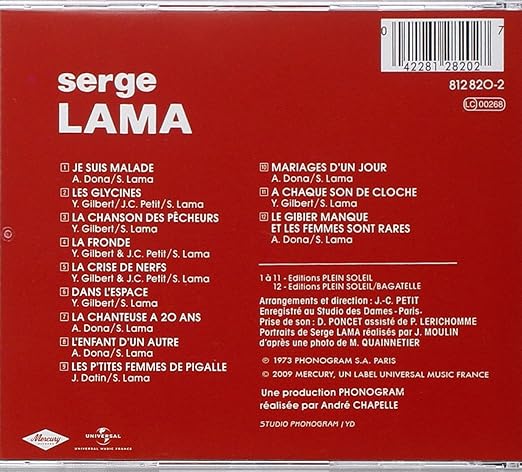 0 42281 28202 7
812 820-2
LC 00268
serge
LAMA
1 JE SUIS MALADE
A. Dona/S. Lama
2 LES GLYCINES
Y. Gilbert/J.C. Petit/S. Lama
3 LA CHANSON DES PÊCHEURS
Y. Gilbert/S. Lama
4 LA FRONDE
Y. Gilbert & J.C. Petit/S. Lama
5 LA CRISE DE NERFS
Y. Gilbert & J.C. Petit/S. Lama
6 DANS L'ESPACE
Y. Gilbert/S. Lama
7 LA CHANTEUSE A 20 ANS
A. Dona/S. Lama
8 L'ENFANT D'UN AUTRE
A. Dona/S. Lama
9 LES P'TITES FEMMES DE PIGALLE
J. Datin/S. Lama
10 MARIAGES D'UN JOUR
A. Dona/S. Lama
11 A CHAQUE SON DE CLOCHE
Y. Gilbert/S. Lama
12 LE GIBIER MANQUE
ET LES FEMMES SONT RARES
A. Dona/S. Lama
1 à 11 - Editions PLEIN SOLEIL
12 - Editions PLEIN SOLEIL/BAGATELLE
Arrangements et direction : J.-C. PETIT
Enregistré au Studio des Dames - Paris-
Prise de son : D. PONCET assisté de P. LERICHOMME
Portraits de Serge LAMA réalisés par J. MOULIN
d'après une photo de M. QUAINNETIER
℗ 1973 PHONOGRAM S.A. PARIS
© 2009 MERCURY, UN LABEL UNIVERSAL MUSIC FRANCE
Une production PHONOGRAM
réalisée par André CHAPELLE
STUDIO PHONOGRAM / YD
Mercury
UNIVERSAL
UNIVERSAL MUSIC FRANCE